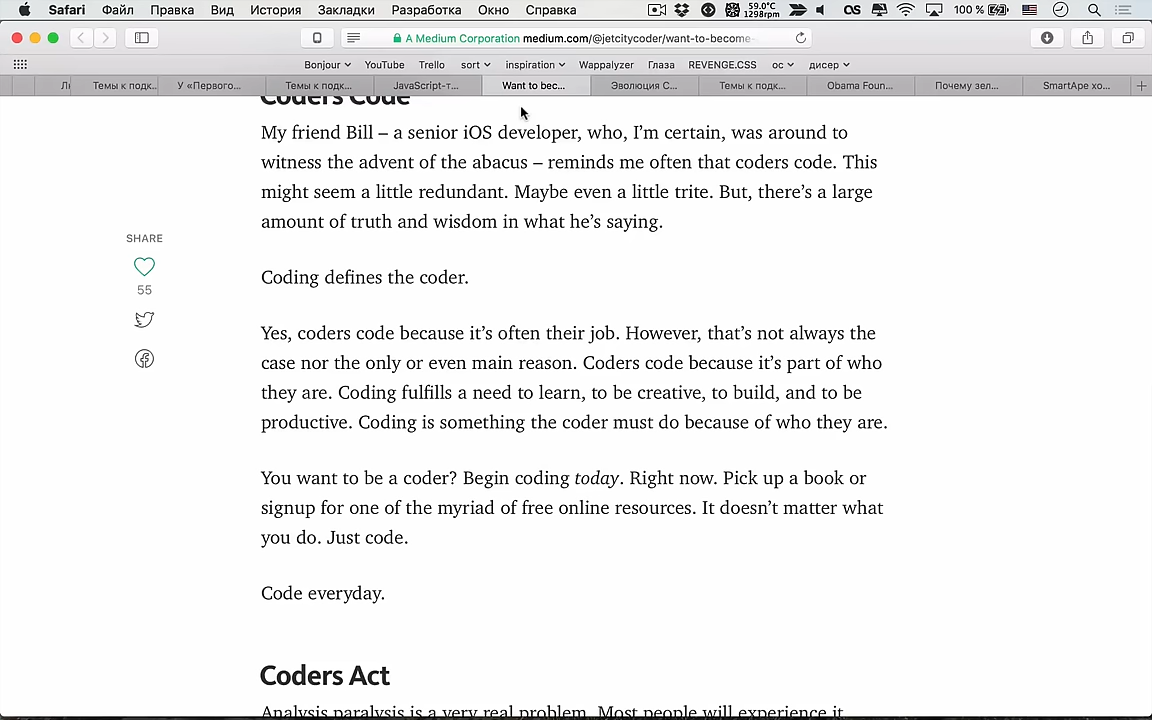 Safari Файл Правка Вид История Закладки Разработка Окно Справка 59.0°C 1298rpm 100 %
A Medium Corporation medium.com/@jetcitycoder/want-to-become-
Bonjour YouTube Trello sort inspiration Wappalyzer Глаза REVENGE.CSS ос дисер
Темы к подк... У «Первого... Темы к подк... JavaScript-т... Want to bec... Эволюция С... Темы к подк... Obama Foun... Почему зел... SmartApe хо...
Coders Code
My friend Bill – a senior iOS developer, who, I’m certain, was around to
witness the advent of the abacus – reminds me often that coders code. This
might seem a little redundant. Maybe even a little trite. But, there’s a large
amount of truth and wisdom in what he’s saying.
SHARE
55
Coding defines the coder.
Yes, coders code because it’s often their job. However, that’s not always the
case nor the only or even main reason. Coders code because it’s part of who
they are. Coding fulfills a need to learn, to be creative, to build, and to be
productive. Coding is something the coder must do because of who they are.
You want to be a coder? Begin coding today. Right now. Pick up a book or
signup for one of the myriad of free online resources. It doesn’t matter what
you do. Just code.
Code everyday.
Coders Act
Analysis paralysis is a very real problem. Most people will experience it